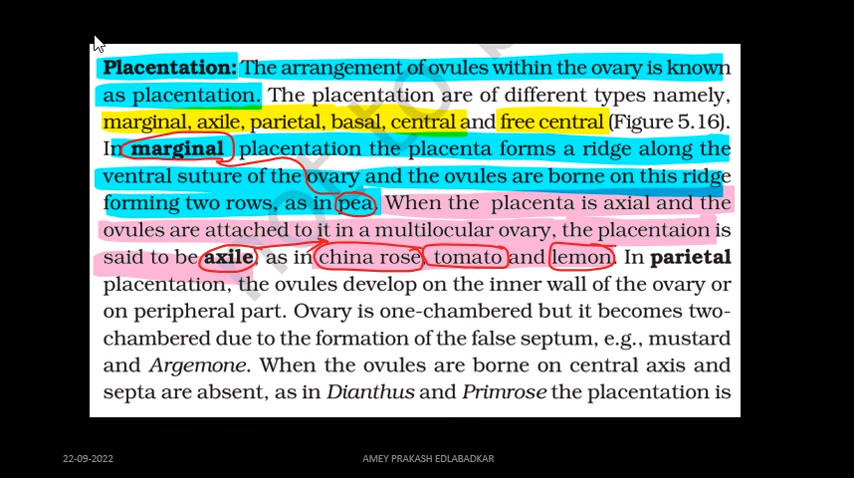 Placentation: The arrangement of ovules within the ovary is known
as placentation. The placentation are of different types namely,
marginal, axile, parietal, basal, central and free central (Figure 5.16).
In marginal placentation the placenta forms a ridge along the
ventral suture of the ovary and the ovules are borne on this ridge
forming two rows, as in pea. When the placenta is axial and the
ovules are attached to it in a multilocular ovary, the placentaion is
said to be axile, as in china rose, tomato and lemon. In parietal
placentation, the ovules develop on the inner wall of the ovary or
on peripheral part. Ovary is one-chambered but it becomes two-
chambered due to the formation of the false septum, e.g., mustard
and Argemone. When the ovules are borne on central axis and
septa are absent, as in Dianthus and Primrose the placentation is
22-09-2022
AMEY PRAKASH EDLABADKAR